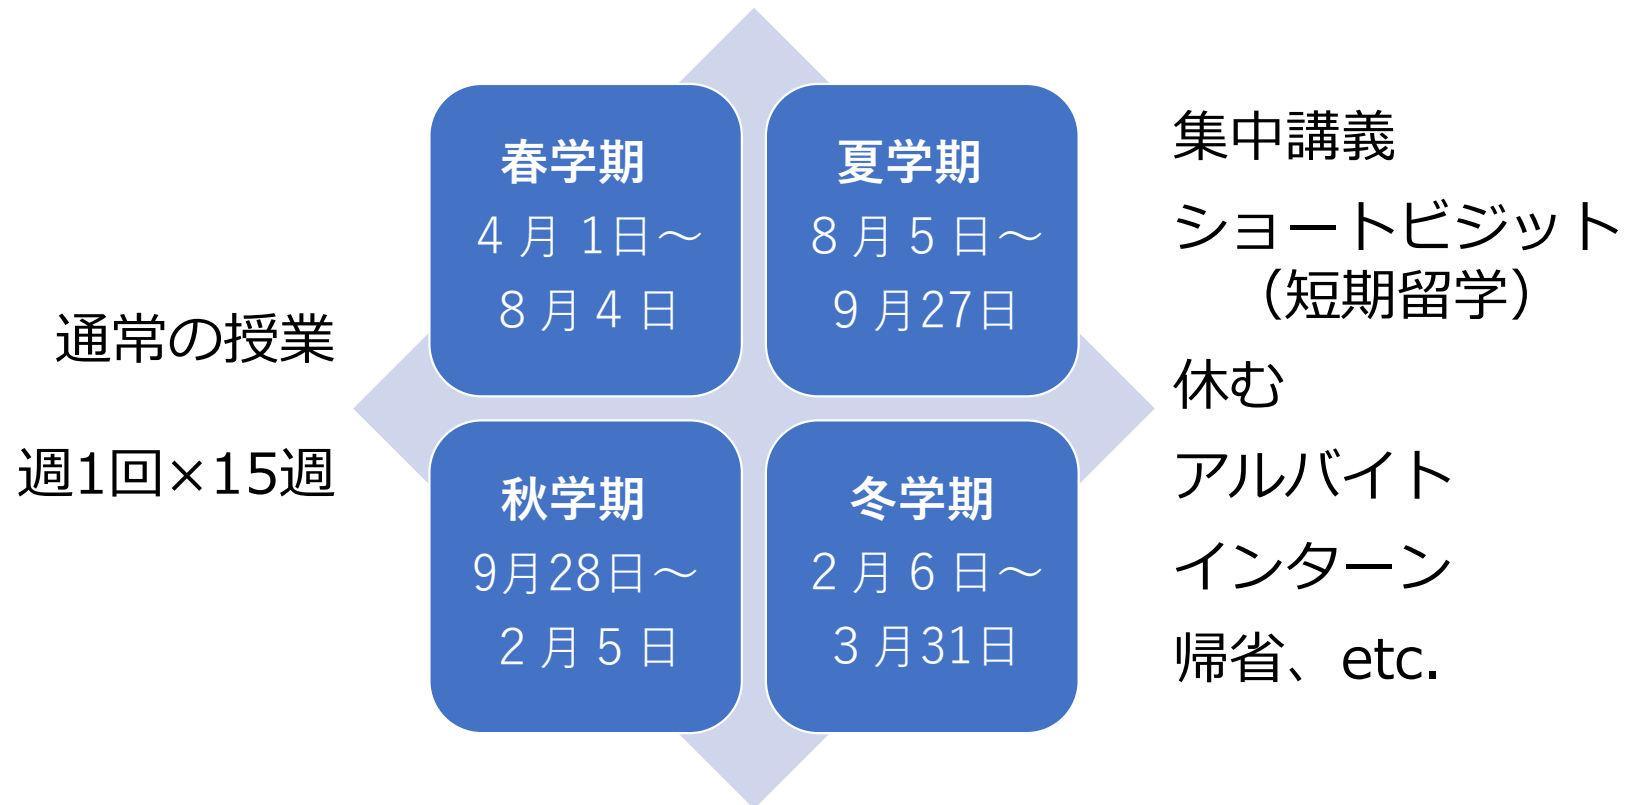 通常の授業
週1回×15週
春学期
4月1日～
8月4日
夏学期
8月5日～
9月27日
秋学期
9月28日～
2月5日
冬学期
2月6日～
3月31日
集中講義
ショートビジット
（短期留学）
休む
アルバイト
インターン
帰省、etc.